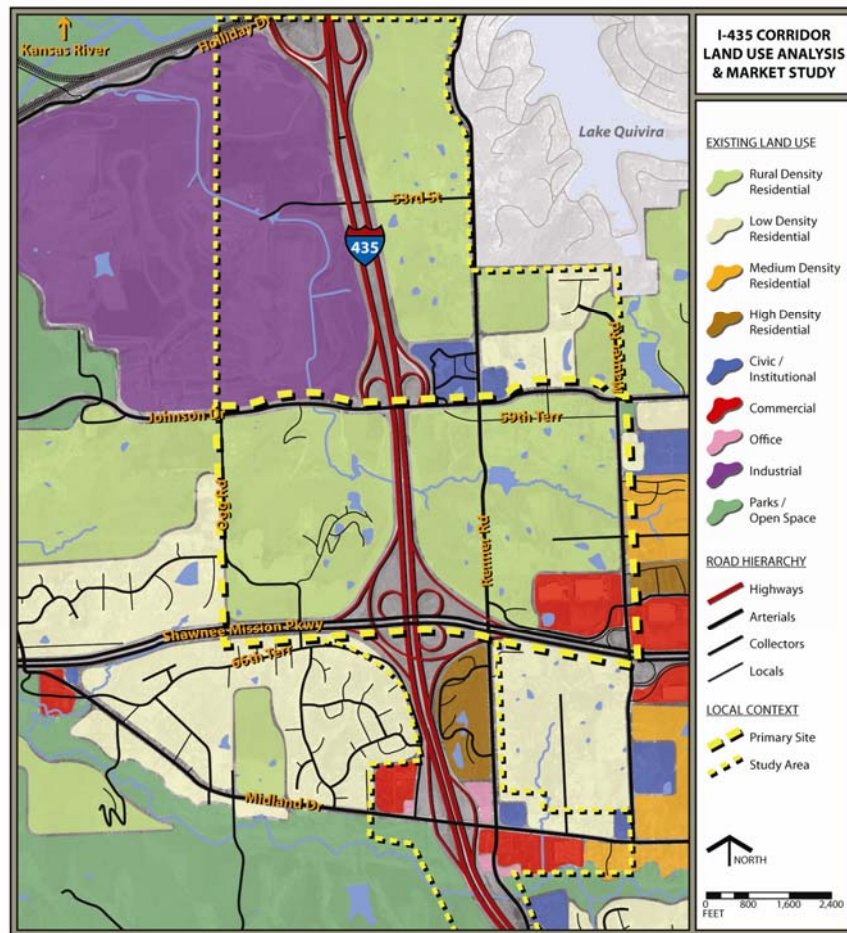 I-435 CORRIDOR
LAND USE ANALYSIS
& MARKET STUDY
Kansas River
Holliday Dr
Lake Quivira
53rd St
435
Maurer Rd
Johnson Dr
59th Terr
Ogg Rd
Renner Rd
Shawnee Mission Pkwy
66th Terr
Midland Dr
EXISTING LAND USE
Rural Density
Residential
Low Density
Residential
Medium Density
Residential
High Density
Residential
Civic /
Institutional
Commercial
Office
Industrial
Parks /
Open Space
ROAD HIERARCHY
Highways
Arterials
Collectors
Locals
LOCAL CONTEXT
Primary Site
Study Area
NORTH
0 800 1,600 2,400
FEET